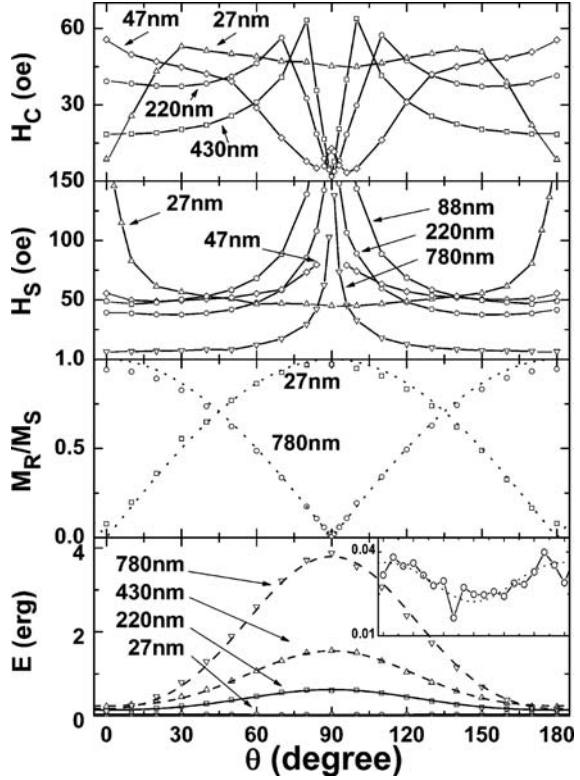 47nm 27nm
60
H_C (oe)
30
220nm
430nm
150
27nm 88nm
100
H_S (oe)
47nm 220nm
780nm
50
1.0
27nm
M_R/M_S
0.5
780nm
0.0
4
E (erg)
780nm 0.04
430nm
220nm
2
27nm 0.01
0
0 30 60 90 120 150 180
θ (degree)